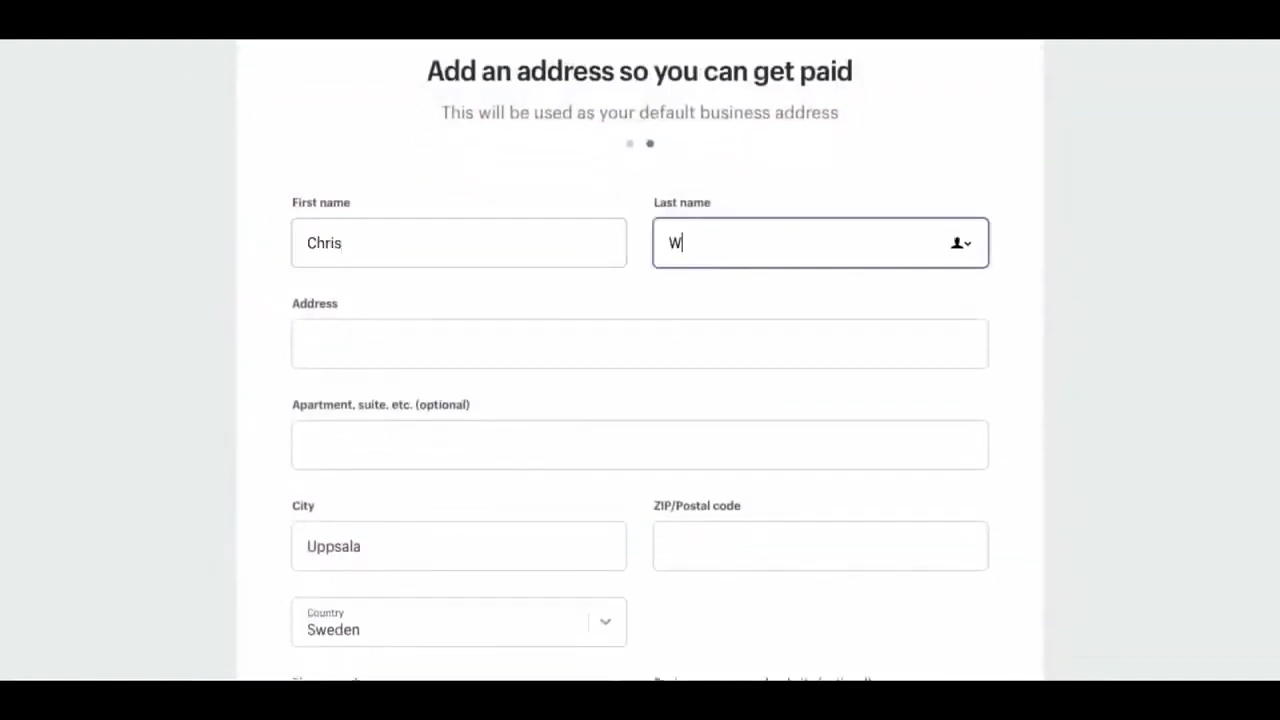 Add an address so you can get paid
This will be used as your default business address
First name
Last name
Chris
W
Address
Apartment, suite, etc. (optional)
City
ZIP/Postal code
Uppsala
Country
Sweden